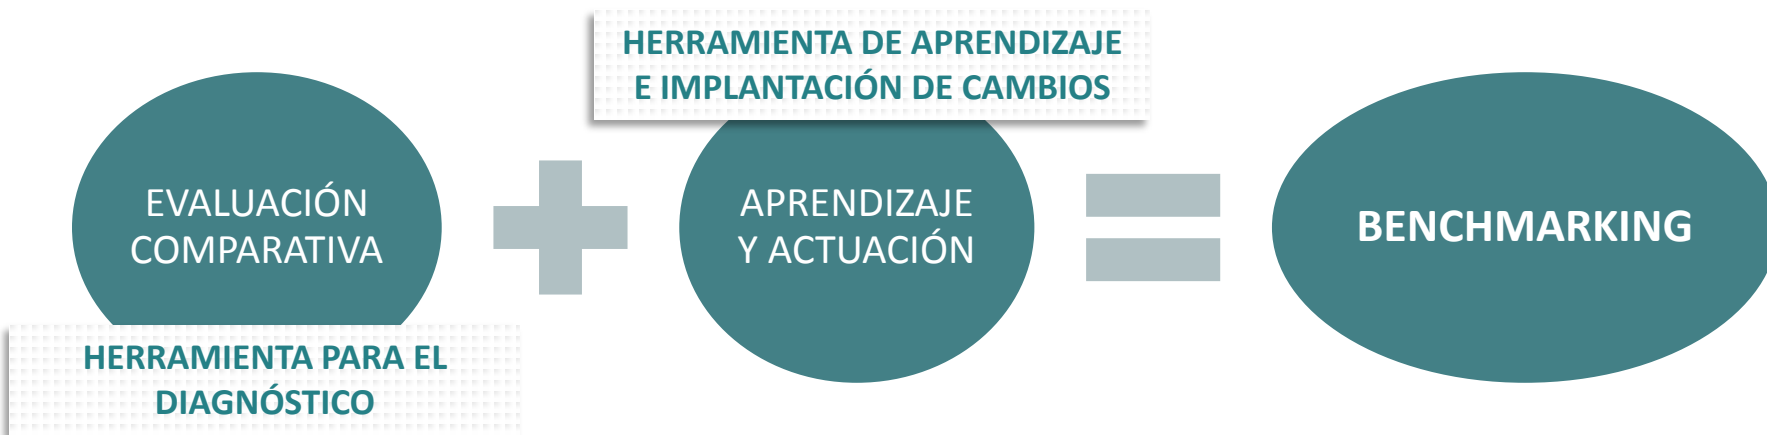 HERRAMIENTA DE APRENDIZAJE
E IMPLANTACIÓN DE CAMBIOS
EVALUACIÓN
COMPARATIVA
APRENDIZAJE
Y ACTUACIÓN
BENCHMARKING
HERRAMIENTA PARA EL
DIAGNÓSTICO